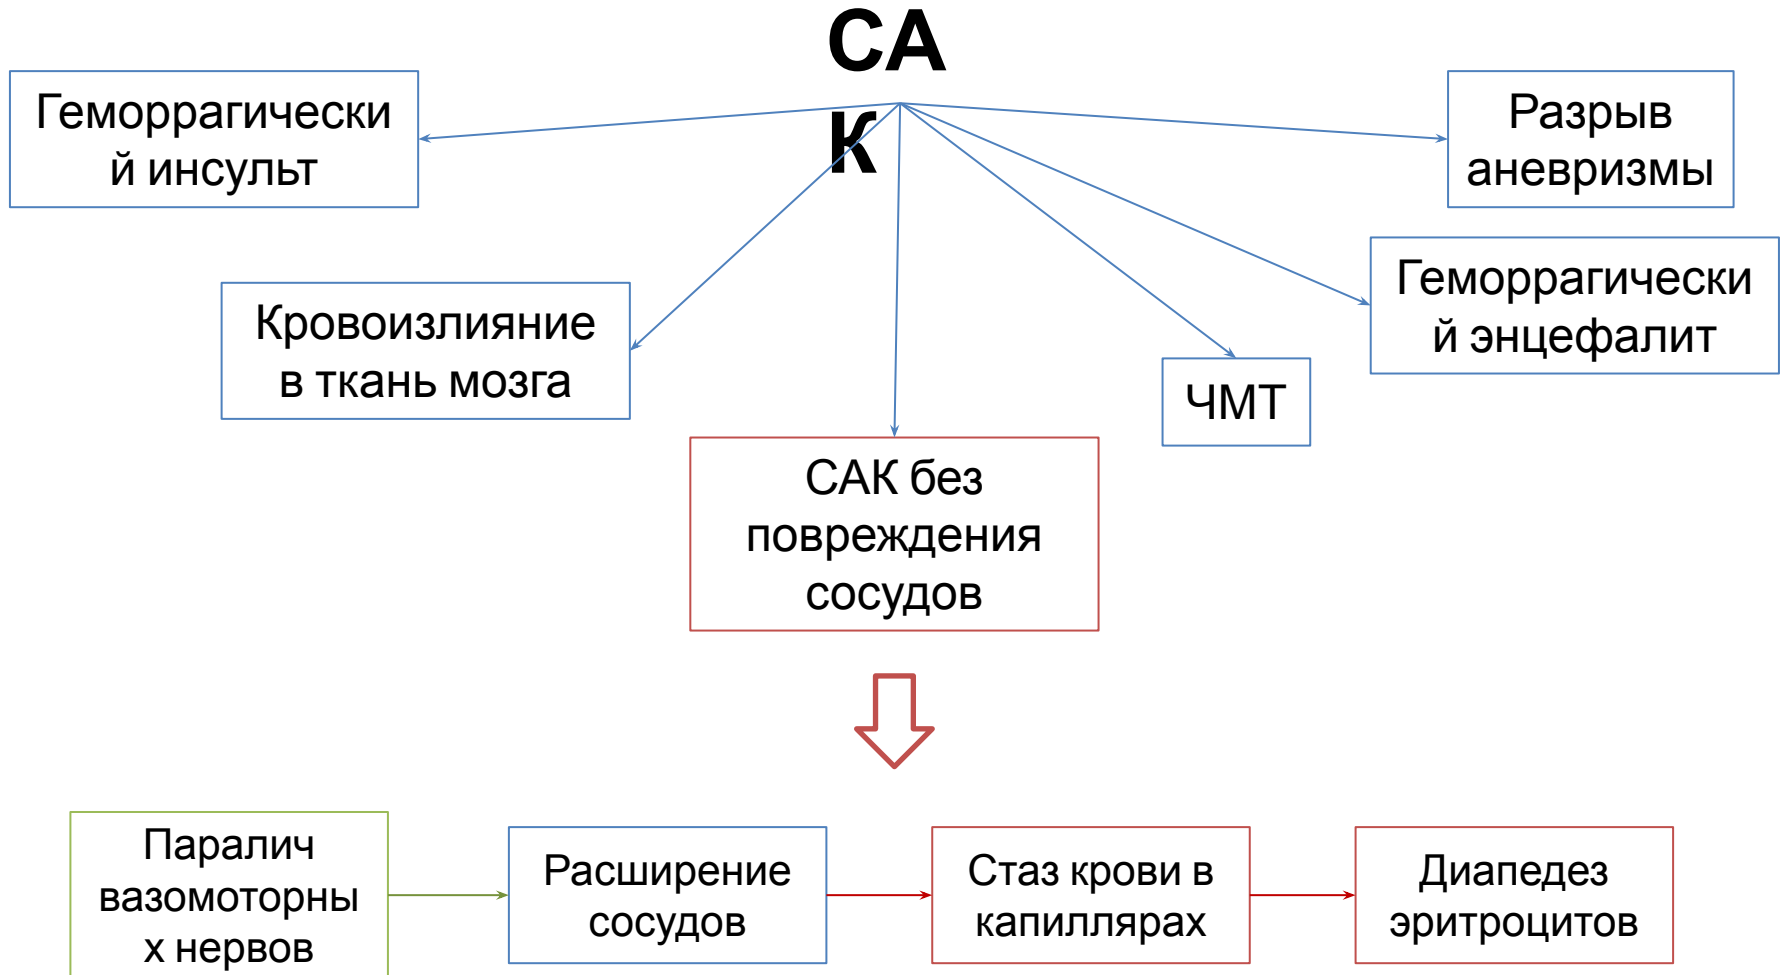 СА
К
Геморрагически
й инсульт
Разрыв
аневризмы
Геморрагически
й энцефалит
Кровоизлияние
в ткань мозга
ЧМТ
САК без
повреждения
сосудов
Паралич
вазомоторны
х нервов
Расширение
сосудов
Стаз крови в
капиллярах
Диапедез
эритроцитов